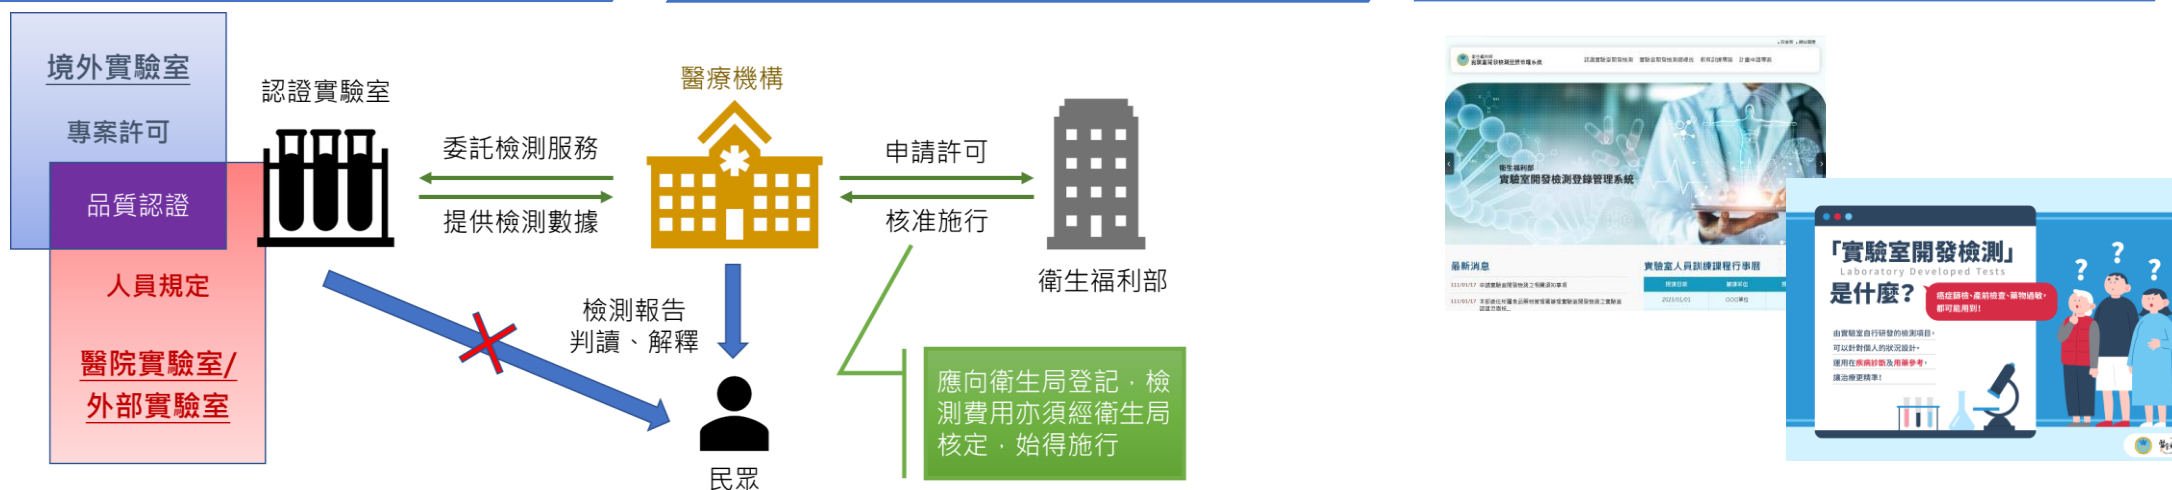 境外實驗室
專案許可
品質認證
人員規定
醫院實驗室/
外部實驗室
認證實驗室
委託檢測服務
提供檢測數據
醫療機構
申請許可
核准施行
衛生福利部
檢測報告
判讀、解釋
民眾
應向衛生局登記，檢
測費用亦須經衛生局
核定，始得施行
衛生福利部
實驗室開發檢測登錄管理系統
最新消息
實驗室人員訓練課程行事曆
「實驗室開發檢測」
Laboratory Developed Tests
是什麼?
癌症篩檢、產前檢查、藥物過敏，
都可能用到!
由實驗室自行研發的檢測項目，
可以針對個人的狀況設計，
運用在疾病診斷及用藥參考，
讓治療更精準!
? ? ?